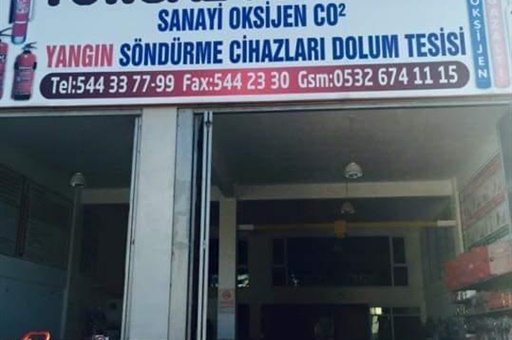 SANAYİ OKSİJEN CO²
YANGIN SÖNDÜRME CİHAZLARI DOLUM TESİSİ
Tel:544 33 77-99 Fax:544 23 30 Gsm:0532 674 11 15
OKSİJEN